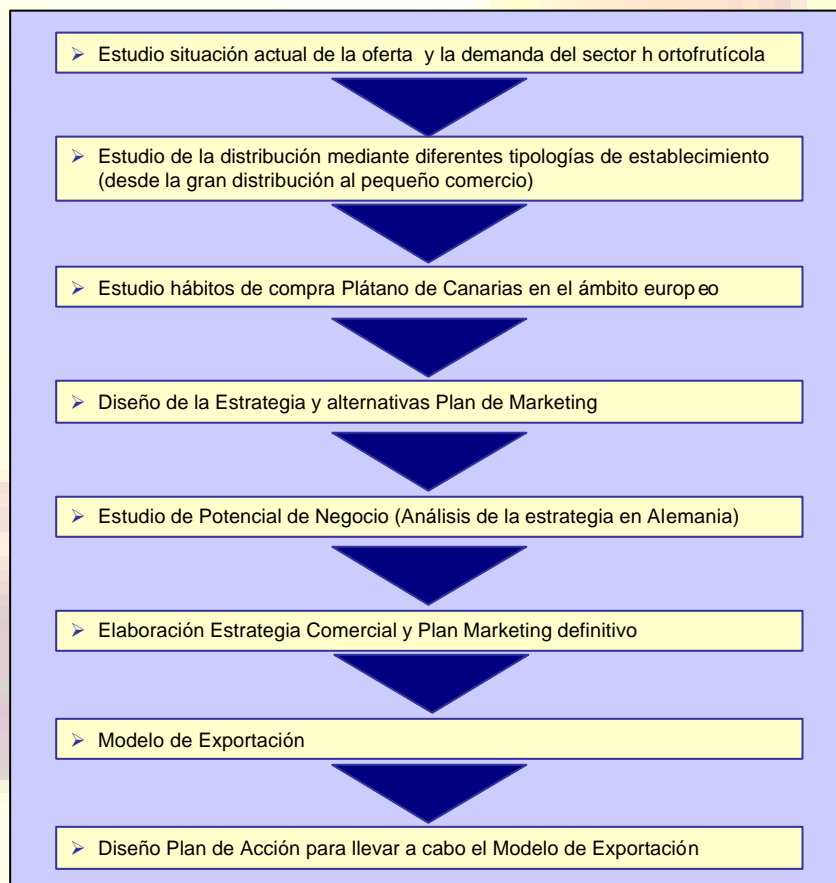 ➢ Estudio situación actual de la oferta y la demanda del sector h ortofrutícola
➢ Estudio de la distribución mediante diferentes tipologías de establecimiento
(desde la gran distribución al pequeño comercio)
➢ Estudio hábitos de compra Plátano de Canarias en el ámbito europ eo
➢ Diseño de la Estrategia y alternativas Plan de Marketing
➢ Estudio de Potencial de Negocio (Análisis de la estrategia en Alemania)
➢ Elaboración Estrategia Comercial y Plan Marketing definitivo
➢ Modelo de Exportación
➢ Diseño Plan de Acción para llevar a cabo el Modelo de Exportación